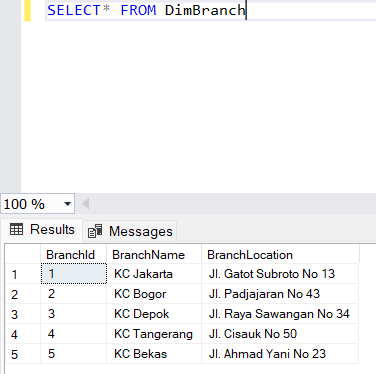 SELECT* FROM DimBranch
100 %
Results Messages
BranchId BranchName BranchLocation
1 1 KC Jakarta Jl. Gatot Subroto No 13
2 2 KC Bogor Jl. Padjajaran No 43
3 3 KC Depok Jl. Raya Sawangan No 34
4 4 KC Tangerang Jl. Cisauk No 50
5 5 KC Bekas Jl. Ahmad Yani No 23